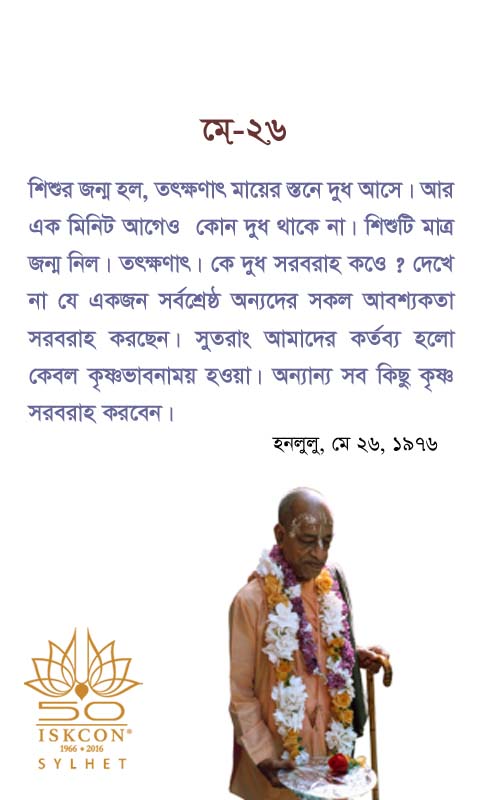 মে-২৬
শিশুর জন্ম হল, তৎক্ষণাৎ মায়ের স্তনে দুধ আসে। আর
এক মিনিট আগেও কোন দুধ থাকে না। শিশুটি মাত্র
জন্ম নিল। তৎক্ষণাৎ। কে দুধ সরবরাহ কওে ? দেখে
না যে একজন সর্বশ্রেষ্ঠ অন্যদের সকল আবশ্যকতা
সরবরাহ করছেন। সুতরাং আমাদের কর্তব্য হলো
কেবল কৃষ্ণভাবনাময় হওয়া। অন্যান্য সব কিছু কৃষ্ণ
সরবরাহ করবেন।
হনলুলু, মে ২৬, ১৯৭৬
50
ISKCON®
1966 • 2016
SYLHET